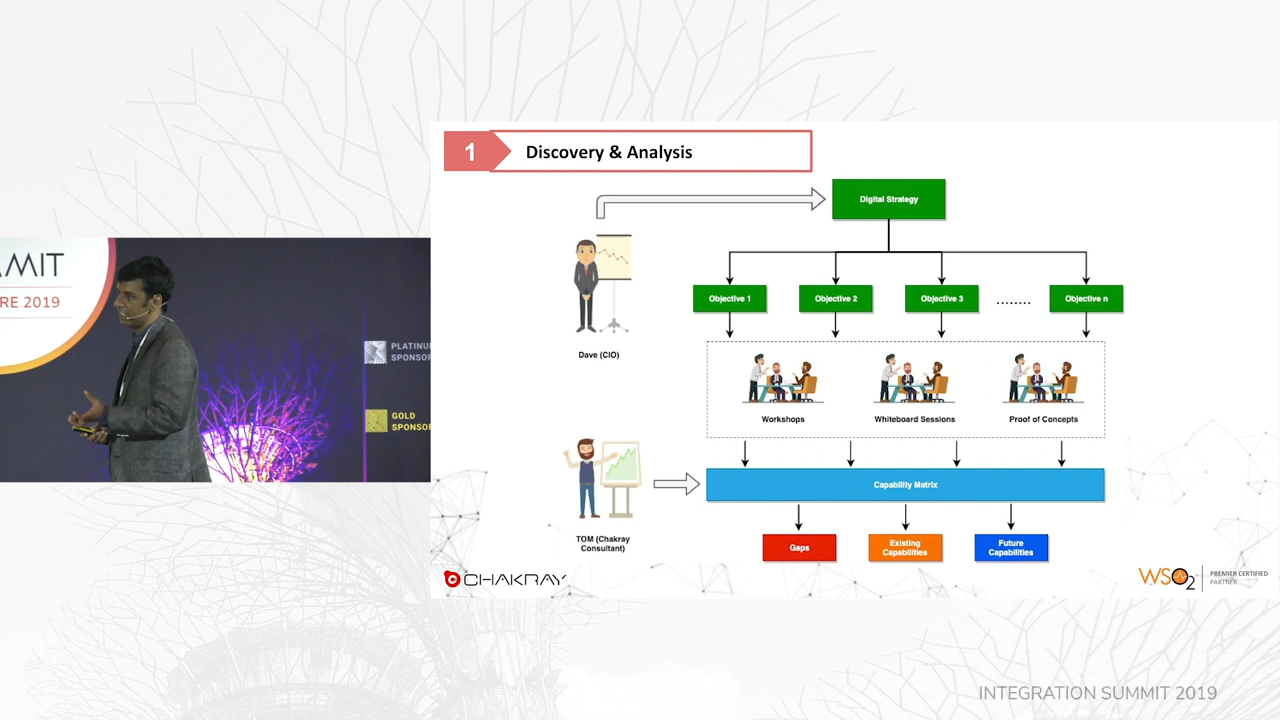 MMIT
RE 2019
PLATINUM
SPONSOR
GOLD
SPONSOR
1
Discovery & Analysis
Digital Strategy
Objective 1
Objective 2
Objective 3
........
Objective n
Dave (CIO)
Workshops
Whiteboard Sessions
Proof of Concepts
TOM (Chakray
Consultant)
Capability Matrix
Gaps
Existing
Capabilities
Future
Capabilities
CHAKRAY
WSO2
PREMIER CERTIFIED
PARTNER
INTEGRATION SUMMIT 2019